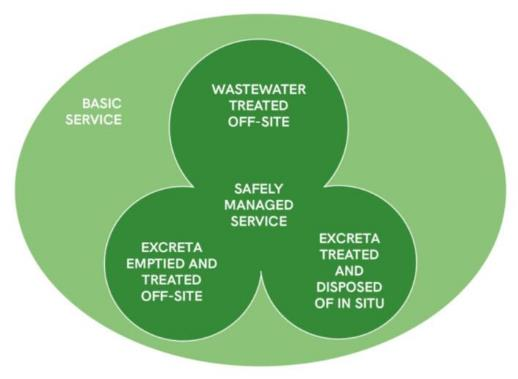 BASIC
SERVICE
WASTEWATER
TREATED
OFF-SITE
SAFELY
MANAGED
SERVICE
EXCRETA
EMPTIED AND
TREATED
OFF-SITE
EXCRETA
TREATED
AND
DISPOSED
OF IN SITU